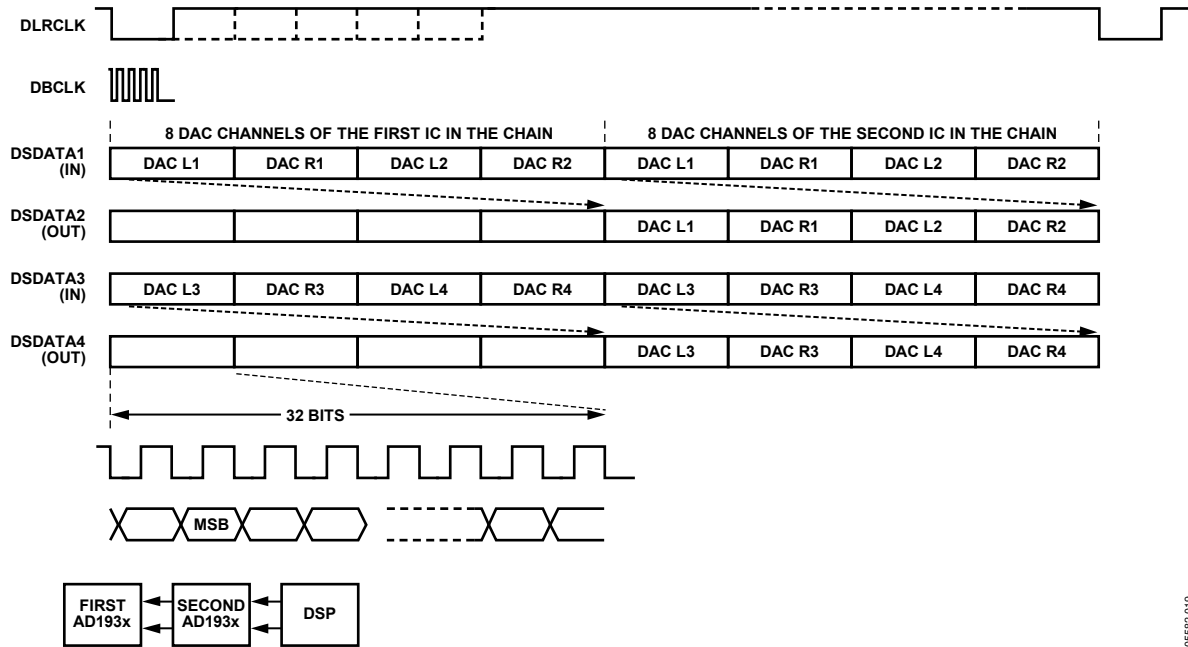 DLRCLK
DBCLK
8 DAC CHANNELS OF THE FIRST IC IN THE CHAIN
8 DAC CHANNELS OF THE SECOND IC IN THE CHAIN
DSDATA1
(IN)
DAC L1 DAC R1 DAC L2 DAC R2 DAC L1 DAC R1 DAC L2 DAC R2
DSDATA2
(OUT)
DAC L1 DAC R1 DAC L2 DAC R2
DSDATA3
(IN)
DAC L3 DAC R3 DAC L4 DAC R4 DAC L3 DAC R3 DAC L4 DAC R4
DSDATA4
(OUT)
DAC L3 DAC R3 DAC L4 DAC R4
32 BITS
MSB
FIRST
AD193x
SECOND
AD193x
DSP